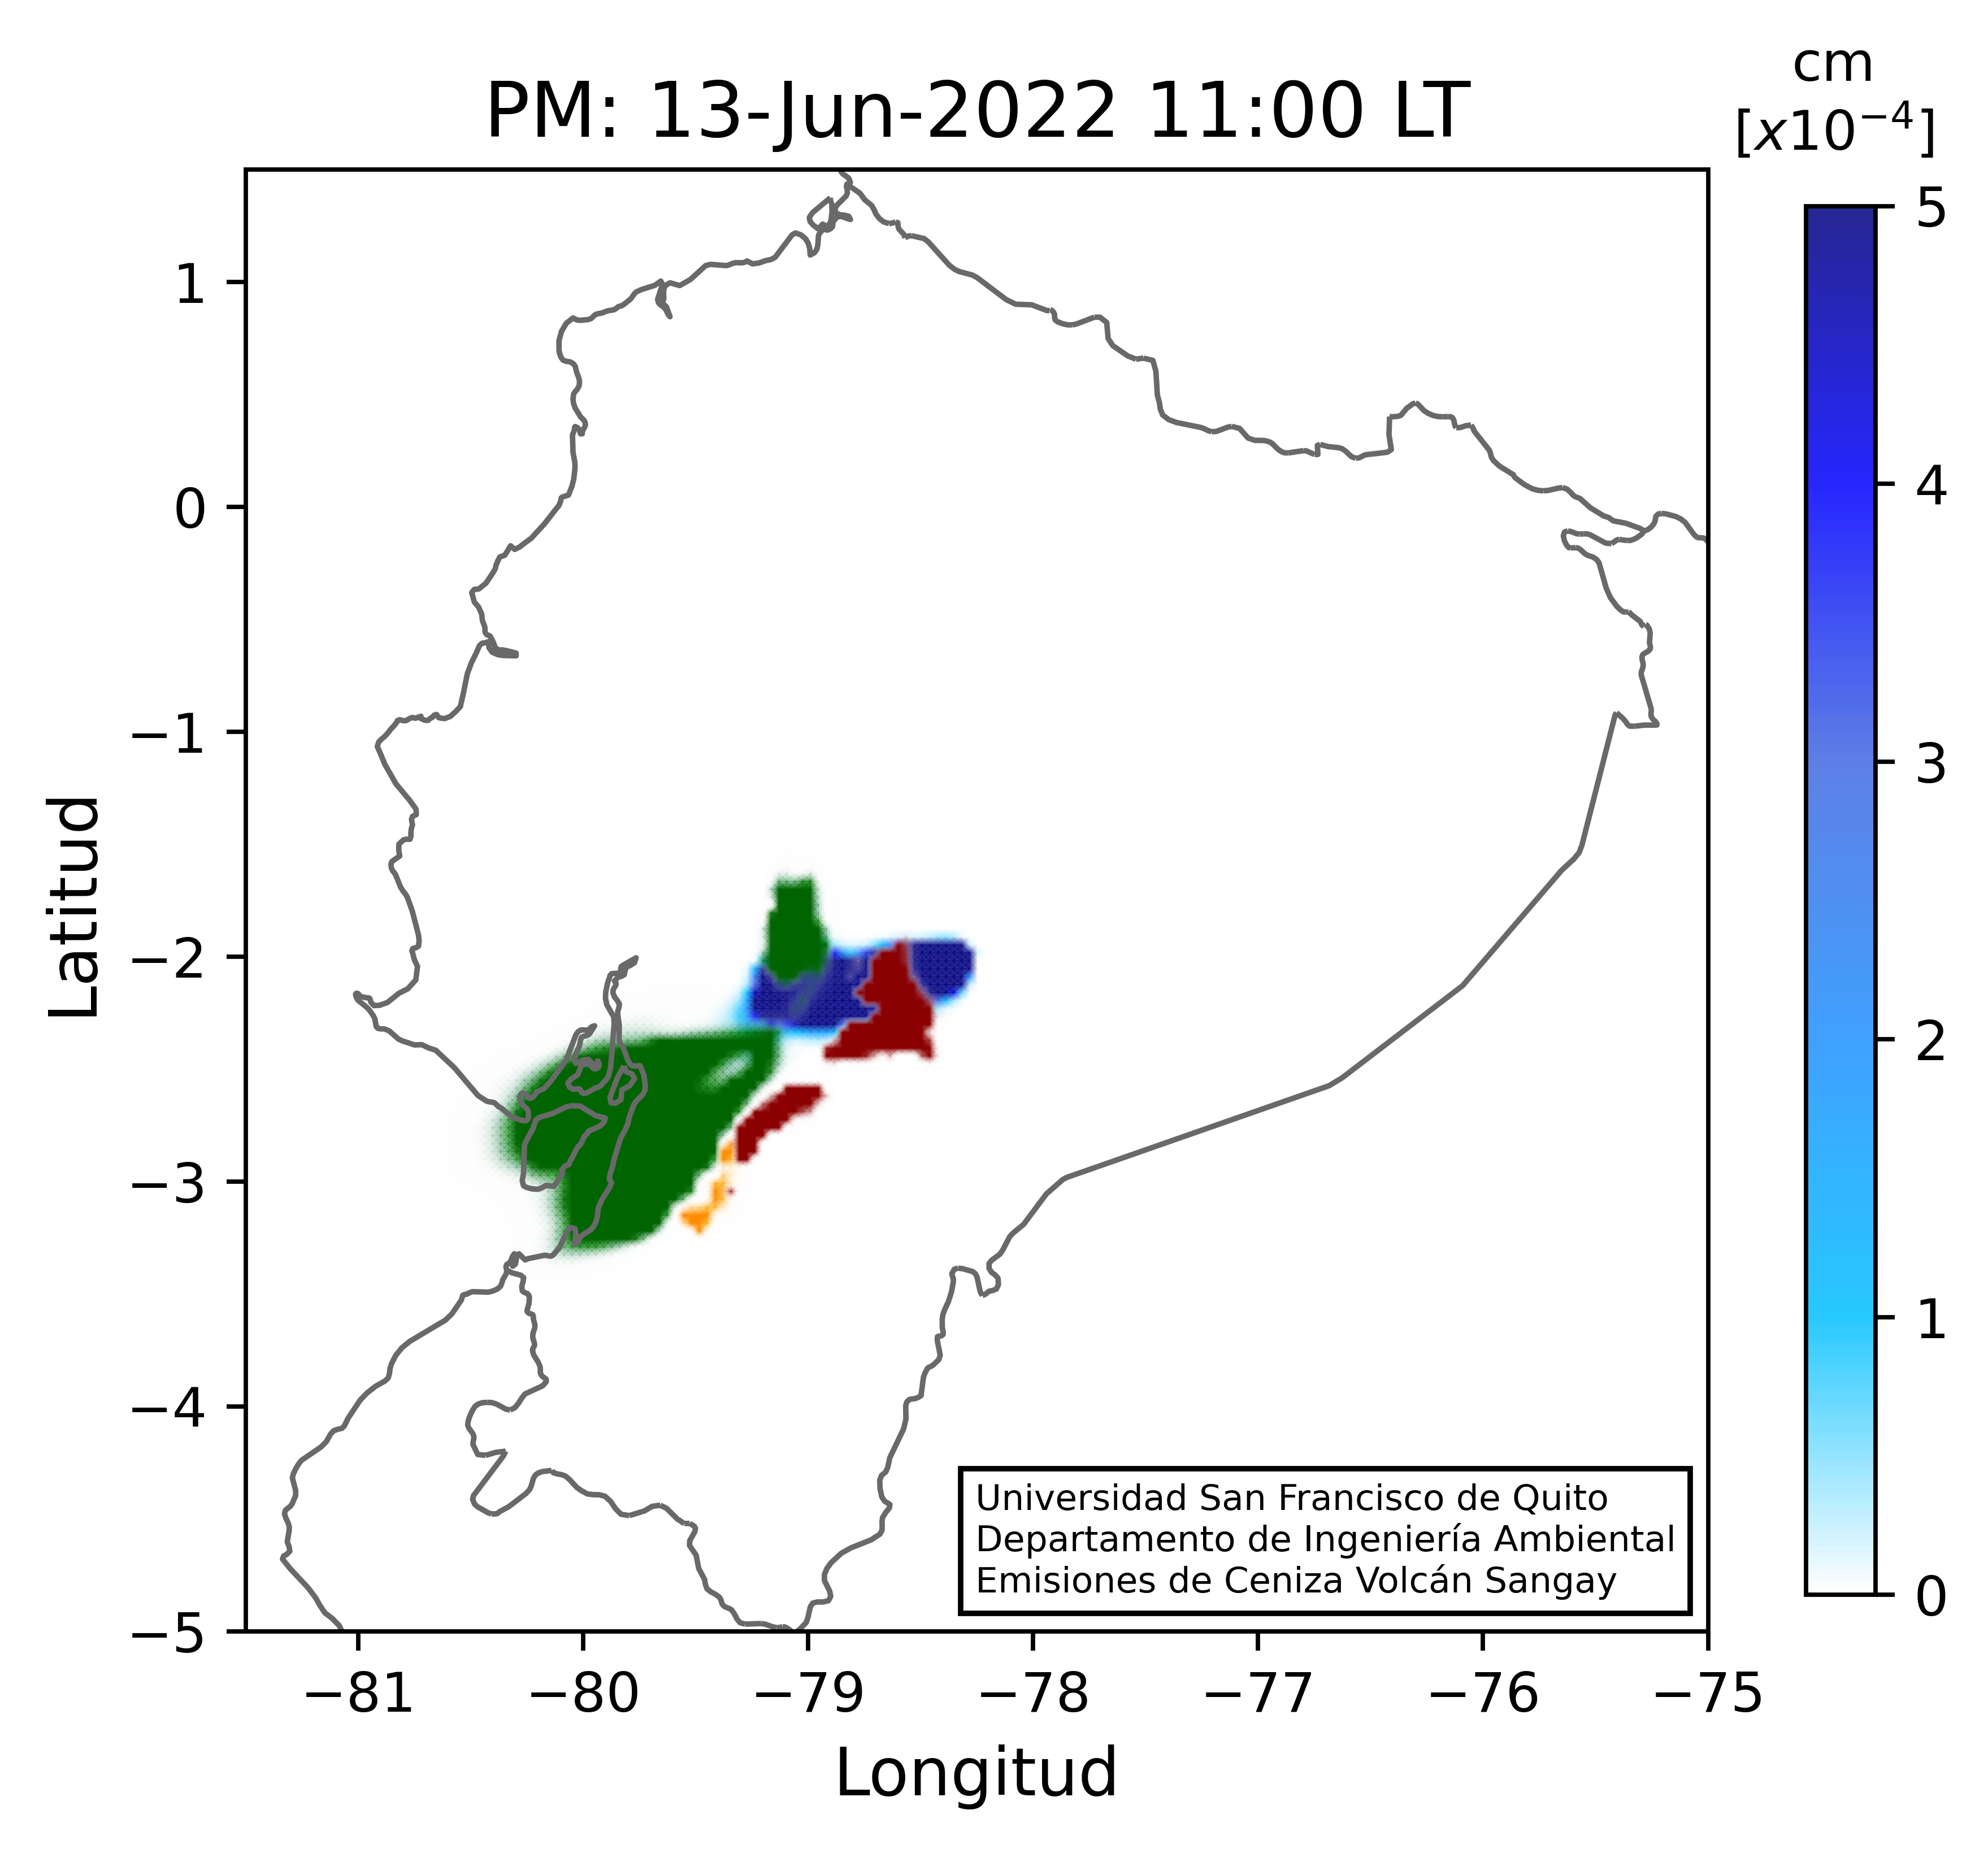 cm
[x10⁻⁴]
PM: 13-Jun-2022 11:00 LT
5
4
3
2
1
0
1
0
−1
−2
−3
−4
−5
Latitud
−81
−80
−79
−78
−77
−76
−75
Longitud
Universidad San Francisco de Quito
Departamento de Ingeniería Ambiental
Emisiones de Ceniza Volcán Sangay